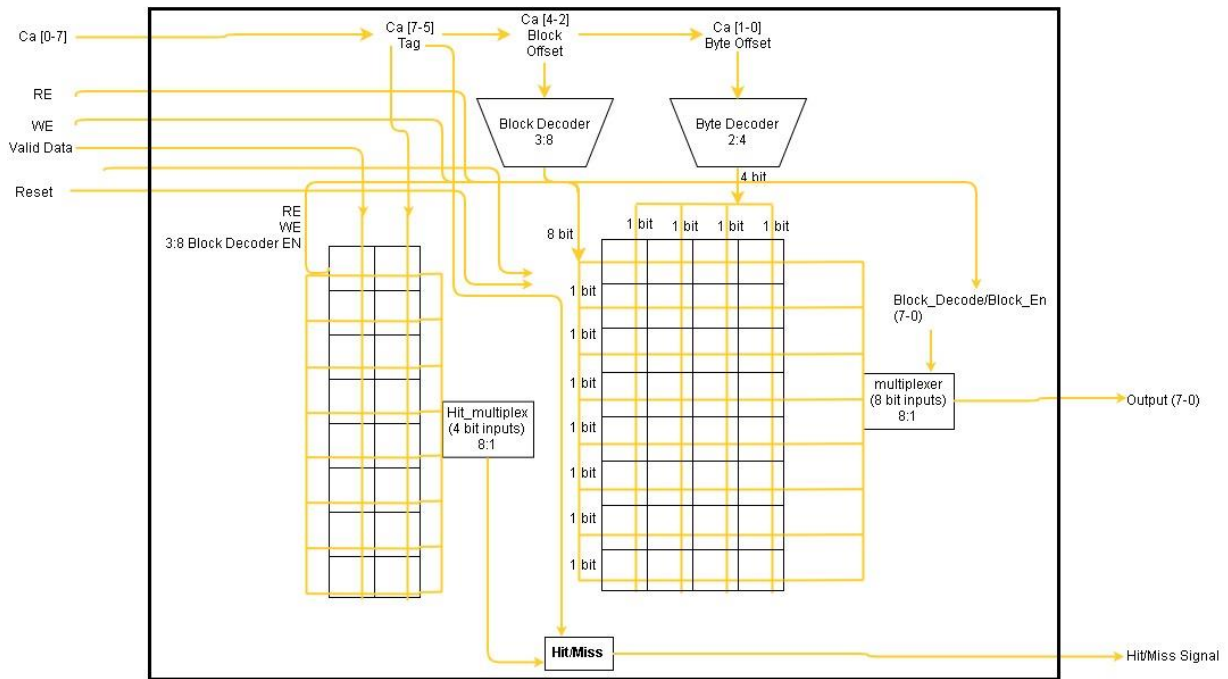 Ca [0-7]
RE
WE
Valid Data
Reset
Ca [7-5]
Tag
Ca [4-2]
Block
Offset
Ca [1-0]
Byte Offset
Block Decoder
3:8
Byte Decoder
2:4
4 bit
RE
WE
3:8 Block Decoder EN
8 bit
1 bit
1 bit
1 bit
1 bit
1 bit
1 bit
1 bit
1 bit
1 bit
1 bit
1 bit
Block_Decode/Block_En
(7-0)
Hit_multiplex
(4 bit inputs)
8:1
multiplexer
(8 bit inputs)
8:1
Output (7-0)
Hit/Miss
Hit/Miss Signal